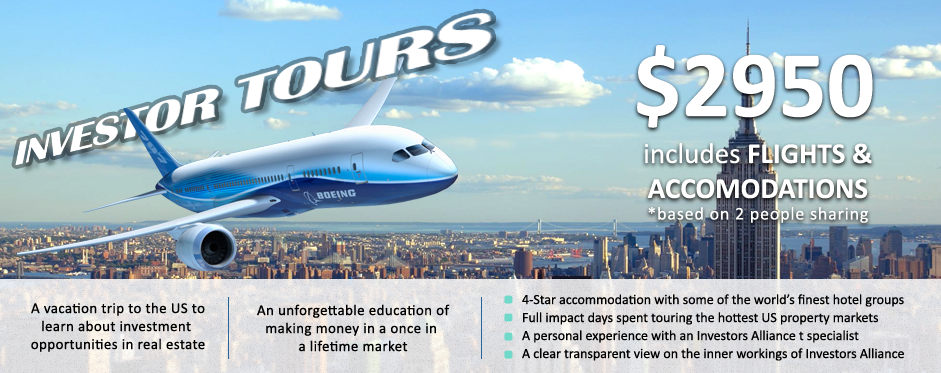 INVESTOR TOURS
$2950
includes FLIGHTS &
ACCOMODATIONS
*based on 2 people sharing
787
BOEING
A vacation trip to the US to
learn about investment
opportunities in real estate
An unforgettable education of
making money in a once in
a lifetime market
4-Star accommodation with some of the world's finest hotel groups
Full impact days spent touring the hottest US property markets
A personal experience with an Investors Alliance t specialist
A clear transparent view on the inner workings of Investors Alliance